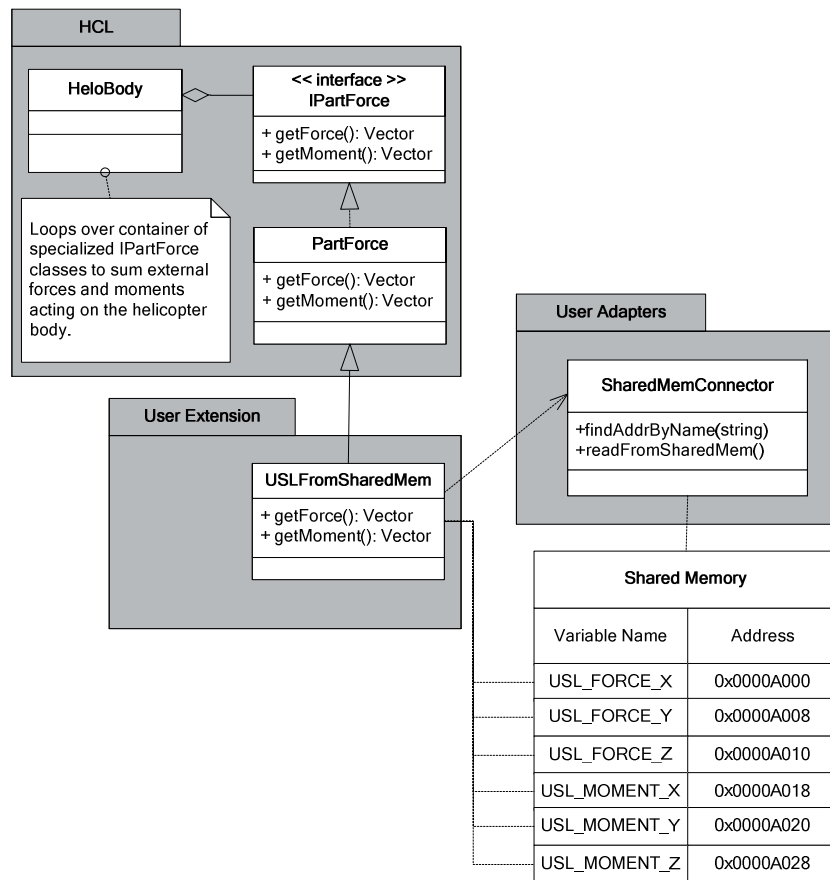 HCL
HeloBody
<< interface >>
IPartForce
+ getForce(): Vector
+ getMoment(): Vector
Loops over container of
specialized IPartForce
classes to sum external
forces and moments
acting on the helicopter
body.
PartForce
+ getForce(): Vector
+ getMoment(): Vector
User Adapters
SharedMemConnector
+findAddrByName(string)
+readFromSharedMem()
User Extension
USLFromSharedMem
+ getForce(): Vector
+ getMoment(): Vector
Shared Memory
Variable Name Address
USL_FORCE_X 0x0000A000
USL_FORCE_Y 0x0000A008
USL_FORCE_Z 0x0000A010
USL_MOMENT_X 0x0000A018
USL_MOMENT_Y 0x0000A020
USL_MOMENT_Z 0x0000A028